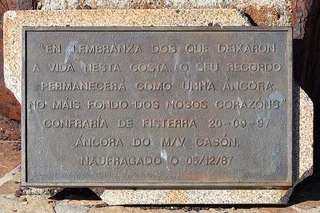 "EN LEMBRANZA DOS QUE DEIXARON
A VIDA NESTA COSTA. O SEU RECORDO
PERMANECERÁ COMO UNHA ÁNCORA
NO MAIS FONDO DOS NOSOS CORAZÓNS"
CONFRARÍA DE FISTERRA 20-09-97
ÁNCORA DO M/V CASÓN,
NAUFRAGADO O 05/12/87